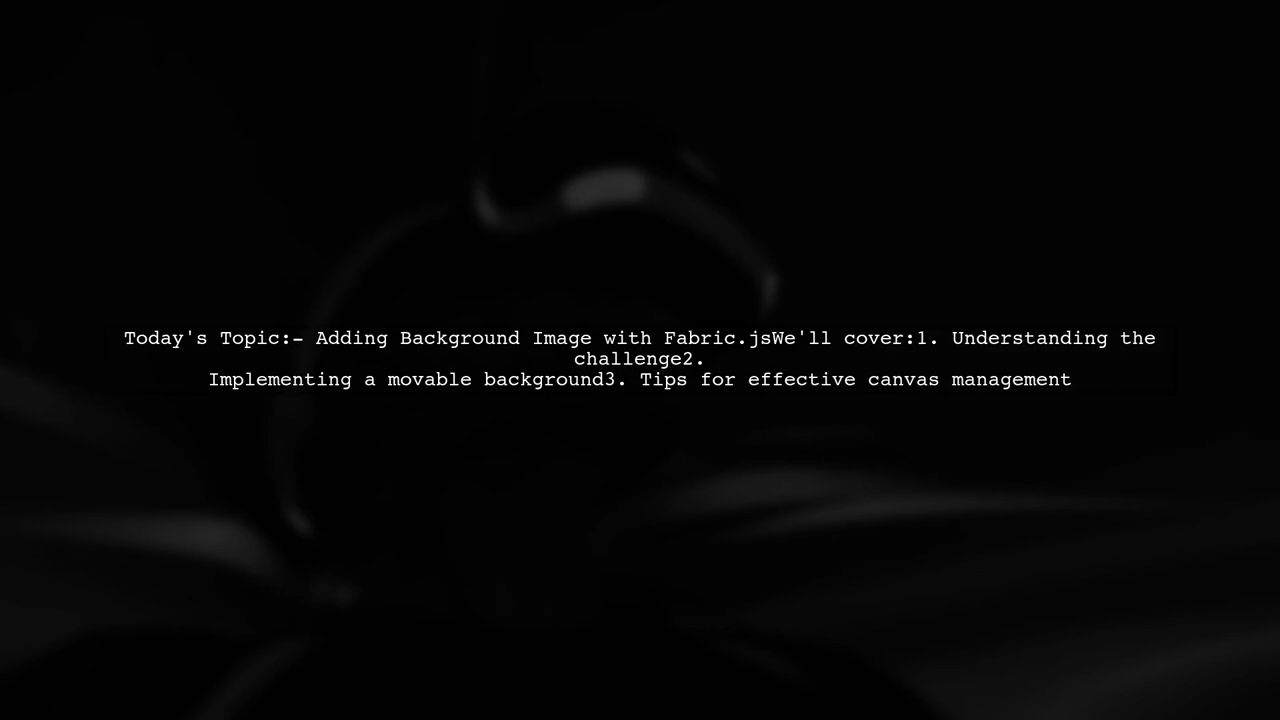 Today's Topic:- Adding Background Image with Fabric.jsWe'll cover:1. Understanding the
challenge2.
Implementing a movable background3. Tips for effective canvas management